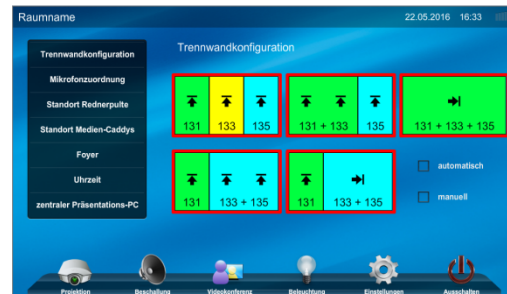 Raumname
22.05.2016 16:33
Trennwandkonfiguration
Mikrofonzuordnung
Standort Rednerpulte
Standort Medien-Caddys
Foyer
Uhrzeit
zentraler Präsentations-PC
Trennwandkonfiguration
131 133 135
131 + 133 135
131 + 133 + 135
131 133 + 135
131 133 + 135
automatisch
manuell
Projektion
Beschallung
Videokonferenz
Beleuchtung
Einstellungen
Ausschalten